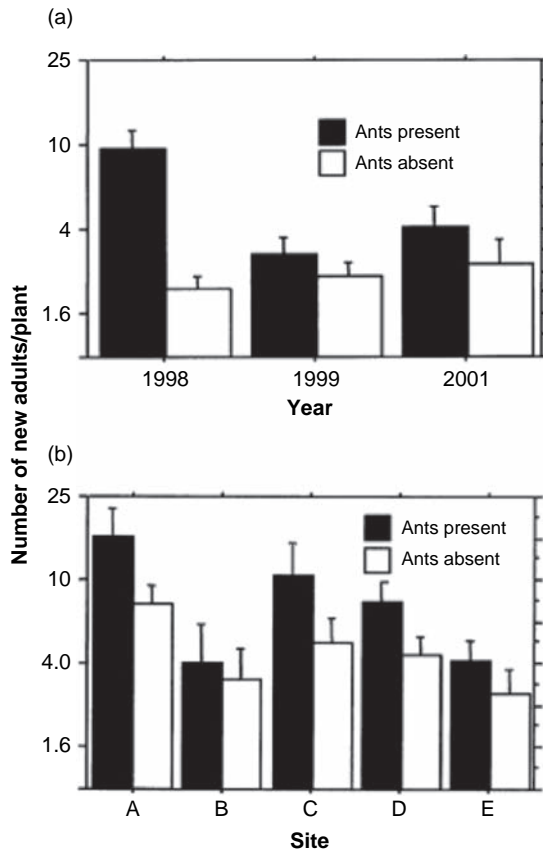 (a)
25
10
4
1.6
Ants present
Ants absent
1998 1999 2001
Year
Number of new adults/plant
(b)
25
10
4.0
1.6
Ants present
Ants absent
A B C D E
Site